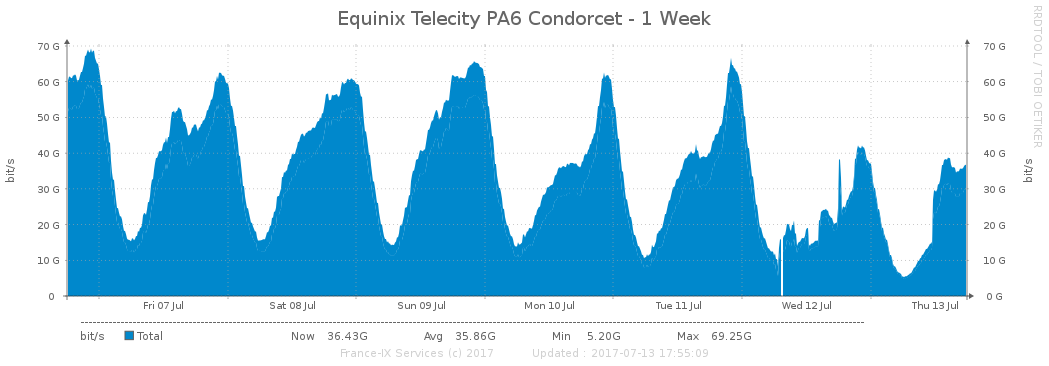 Equinix Telecity PA6 Condorcet - 1 Week
RRDTOOL / TOBI OETIKER
bit/s
70 G
60 G
50 G
40 G
30 G
20 G
10 G
0
70 G
60 G
50 G
40 G
30 G
20 G
10 G
0 G
bit/s
Fri 07 Jul Sat 08 Jul Sun 09 Jul Mon 10 Jul Tue 11 Jul Wed 12 Jul Thu 13 Jul
bit/s Total Now 36.43G Avg 35.86G Min 5.20G Max 69.25G
France-IX Services (c) 2017 Updated : 2017-07-13 17:55:09